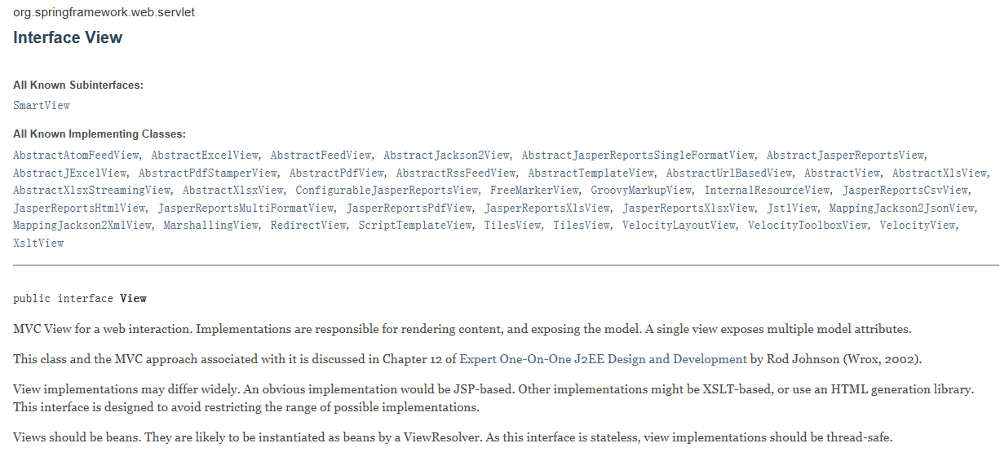 org.springframework.web.servlet
Interface View
All Known Subinterfaces:
SmartView
All Known Implementing Classes:
AbstractAtomFeedView, AbstractExcelView, AbstractFeedView, AbstractJackson2View, AbstractJasperReportsSingleFormatView, AbstractJasperReportsView,
AbstractJExcelView, AbstractPdfStamperView, AbstractPdfView, AbstractRssFeedView, AbstractTemplateView, AbstractUrlBasedView, AbstractView, AbstractXlsView,
AbstractXlsxStreamingView, AbstractXlsxView, ConfigurableJasperReportsView, FreeMarkerView, GroovyMarkupView, InternalResourceView, JasperReportsCsvView,
JasperReportsHtmlView, JasperReportsMultiFormatView, JasperReportsPdfView, JasperReportsXlsView, JasperReportsXlsxView, JstlView, MappingJackson2JsonView,
MappingJackson2XmlView, MarshallingView, RedirectView, ScriptTemplateView, TilesView, TilesView, VelocityLayoutView, VelocityToolboxView, VelocityView,
XsltView
public interface View
MVC View for a web interaction. Implementations are responsible for rendering content, and exposing the model. A single view exposes multiple model attributes.
This class and the MVC approach associated with it is discussed in Chapter 12 of Expert One-On-One J2EE Design and Development by Rod Johnson (Wrox, 2002).
View implementations may differ widely. An obvious implementation would be JSP-based. Other implementations might be XSLT-based, or use an HTML generation library.
This interface is designed to avoid restricting the range of possible implementations.
Views should be beans. They are likely to be instantiated as beans by a ViewResolver. As this interface is stateless, view implementations should be thread-safe.